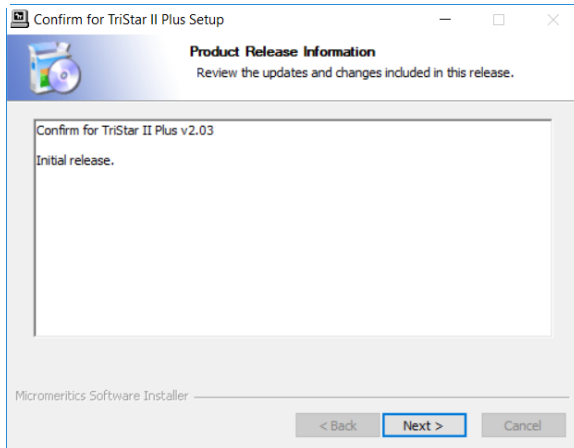 Confirm for TriStar II Plus Setup
Product Release Information
Review the updates and changes included in this release.
Confirm for TriStar II Plus v2.03
Initial release.
Micromeritics Software Installer
< Back
Next >
Cancel